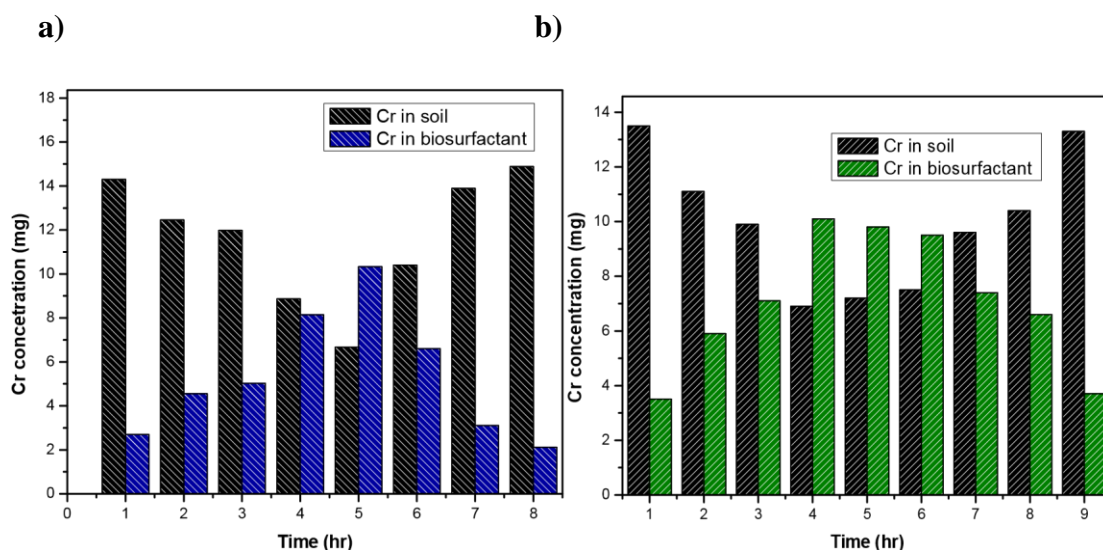 a)
b)
18
16
14
12
10
8
6
4
2
0
Cr concetration (mg)
Cr in soil
Cr in biosurfactant
0 1 2 3 4 5 6 7 8
Time (hr)
14
12
10
8
6
4
2
0
Cr concentration (mg)
Cr in soil
Cr in biosurfactant
1 2 3 4 5 6 7 8 9
Time (hr)